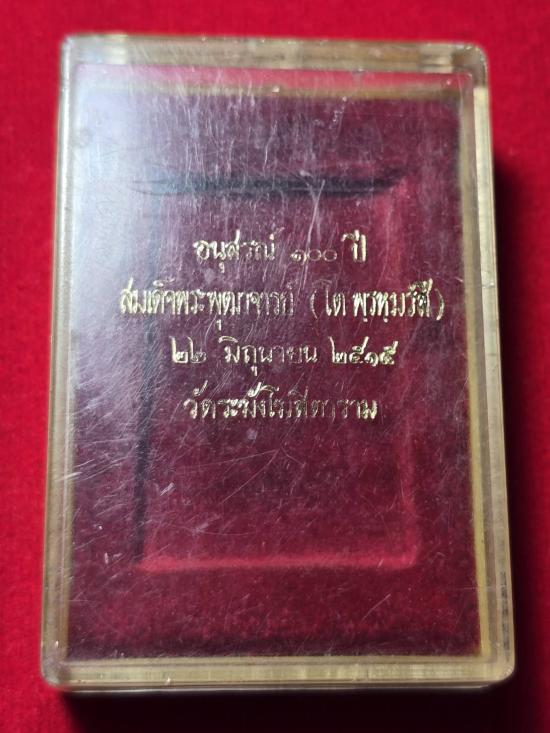 อนุสรณ์ ๑๐๐ ปี
สมเด็จพระพุฒาจารย์ (โต พฺรหฺมรํสี)
๒๒ มิถุนายน ๒๕๑๕
วัดระฆังโฆสิตาราม